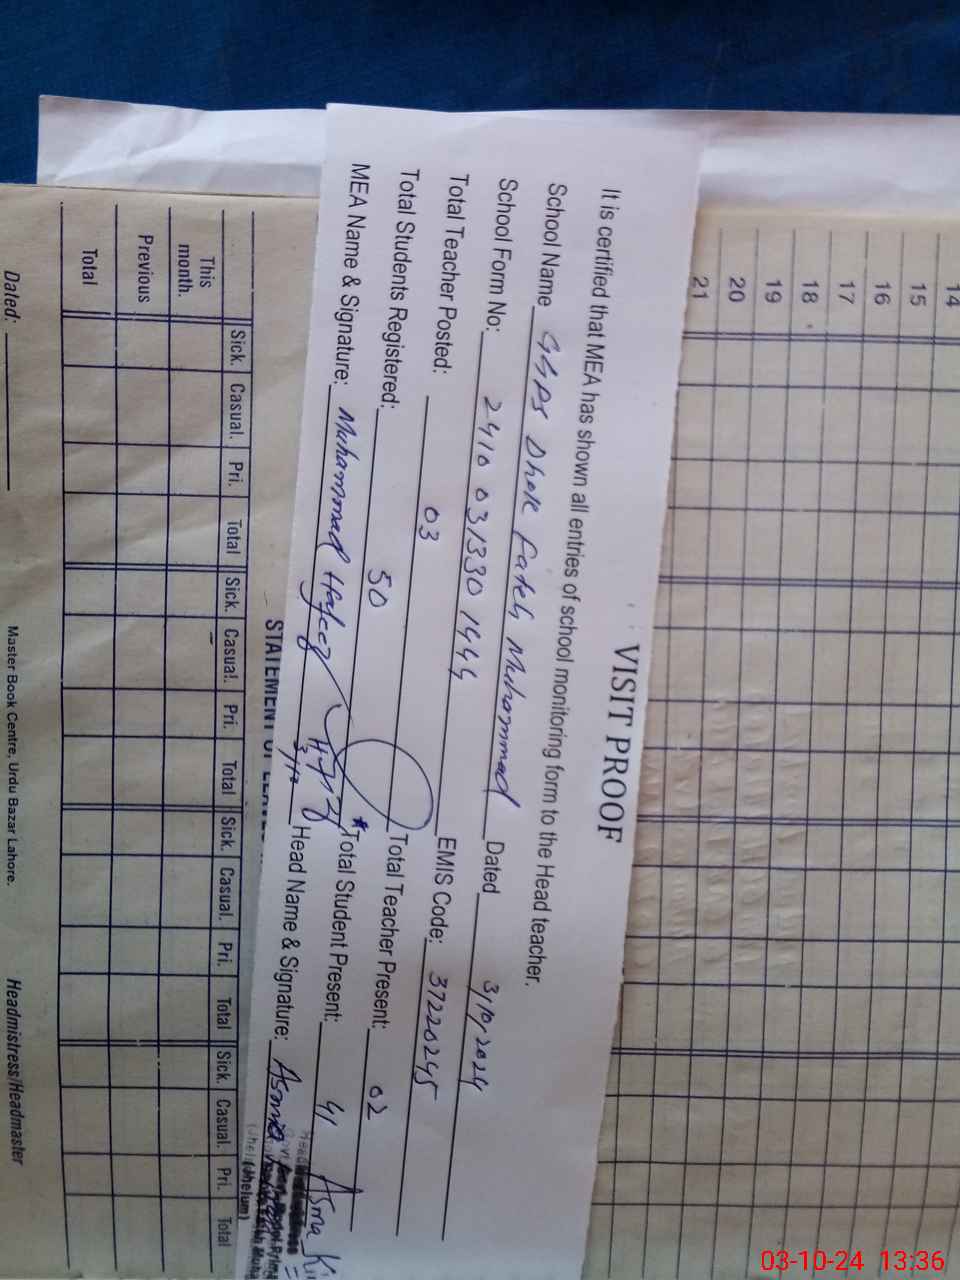 14
15
16
17
18
19
20
21
VISIT PROOF
It is certified that MEA has shown all entries of school monitoring form to the Head teacher.
School Name GGPS Dhok Fateh Muhammad Dated 3/10/2024
School Form No: 2410 031330 1444 EMIS Code: 37220245
Total Teacher Posted: 03 Total Teacher Present: 02
Total Students Registered: 50 *Total Student Present: 41
MEA Name & Signature: Muhammad Hafeez 3/10 Head Name & Signature: Asma
Asma
(Jhelum)
STATEMENT OF
Sick. Casual. Pri. Total Sick. Casual. Pri. Total Sick. Casual. Pri. Total Sick. Casual. Pri. Total
This month.
Previous
Total
Dated: Master Book Centre, Urdu Bazar Lahore. Headmistress/Headmaster
03-10-24 13:36